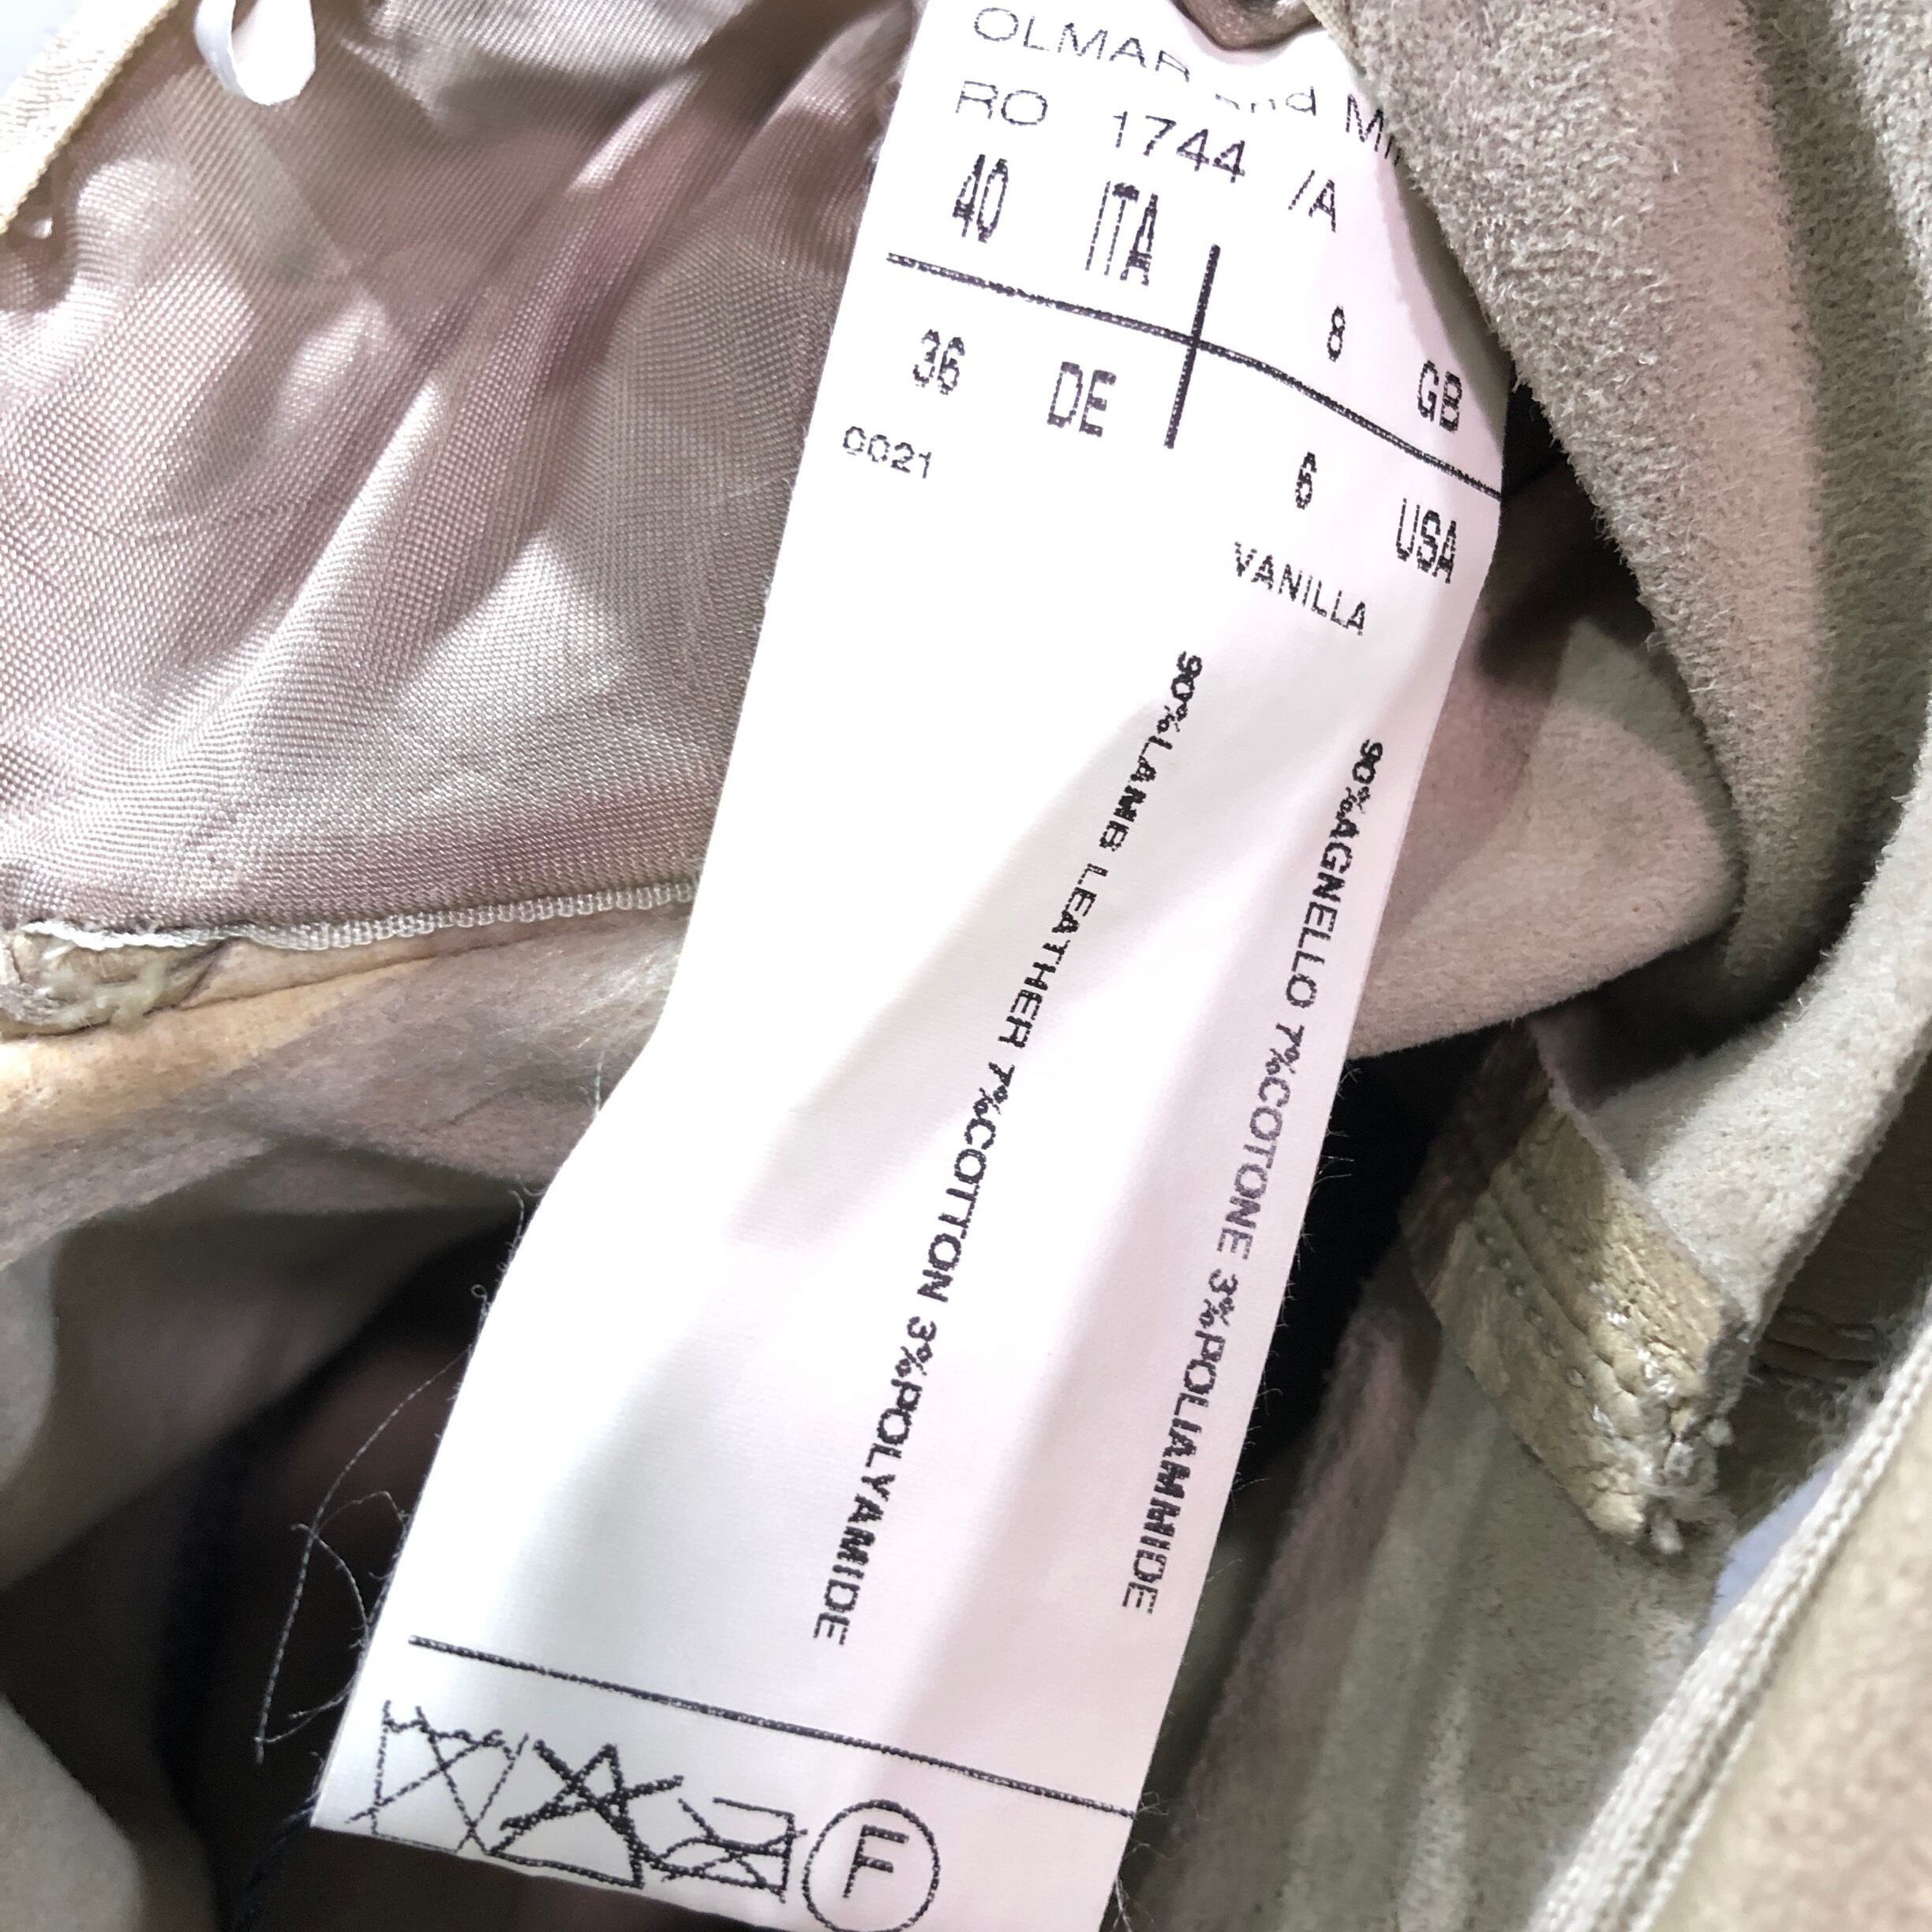 OLMAR and
RO 1744 /A
40 ITA 8 GB
36 DE 6 USA
0021 VANILLA
90%AGNELLO 7%COTONE 3%POLIAMMIDE
90%LAMB LEATHER 7%COTTON 3%POLYAMIDE
F